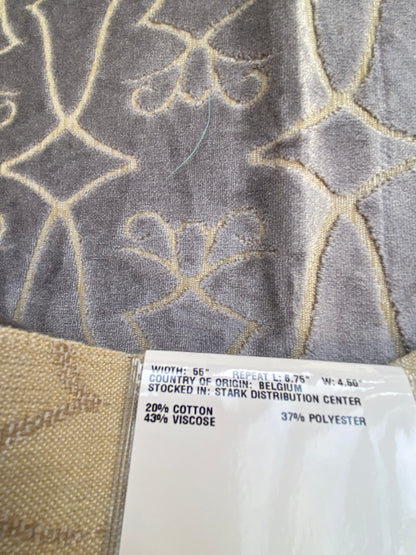 WIDTH: 55" REPEAT L: 6.75" W: 4.50"
COUNTRY OF ORIGIN: BELGIUM
STOCKED IN: STARK DISTRIBUTION CENTER
20% COTTON 37% POLYESTER
43% VISCOSE